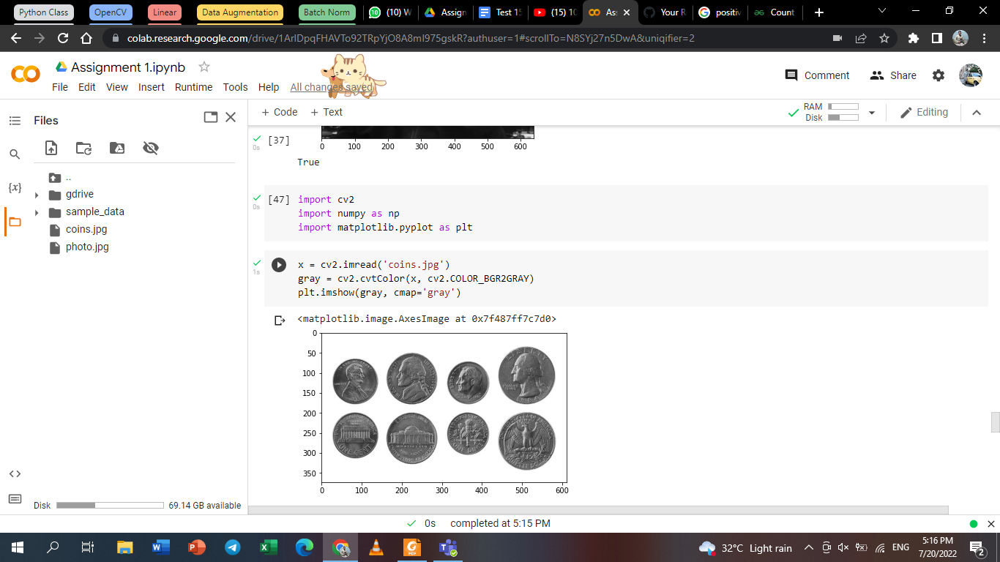 Python Class
OpenCV
Linear
Data Augmentation
Batch Norm
(10) W
Assign
Test 15
(15) 10
As
Your R
positiv
Count
colab.research.google.com/drive/1ArlDpqFHAVTo92TRpYjO8A8mI975gskR?authuser=1#scrollTo=N8SYj27n5DwA&uniqifier=2
Assignment 1.ipynb
File Edit View Insert Runtime Tools Help All changes saved
Comment
Share
Files
+ Code + Text
RAM
Disk
Editing
..
gdrive
sample_data
coins.jpg
photo.jpg
[37]
0s
0 100 200 300 400 500 600
True
[47]
0s
import cv2
import numpy as np
import matplotlib.pyplot as plt
1s
x = cv2.imread('coins.jpg')
gray = cv2.cvtColor(x, cv2.COLOR_BGR2GRAY)
plt.imshow(gray, cmap='gray')
<matplotlib.image.AxesImage at 0x7f487ff7c7d0>
0
50
100
150
200
250
300
350
LIBERTY
ONE CENT
0 100 200 300 400 500 600
Disk
69.14 GB available
0s completed at 5:15 PM
32°C Light rain
ENG
5:16 PM
7/20/2022
2